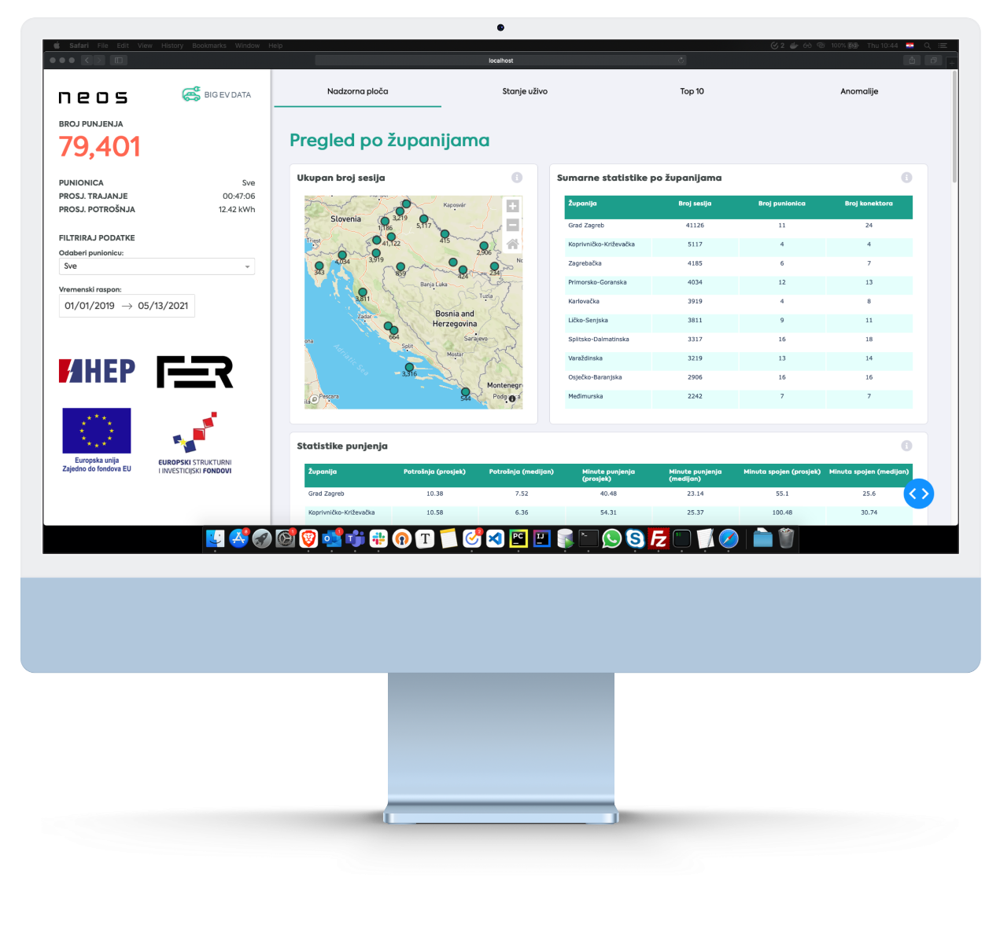 Safari File Edit View History Bookmarks Window Help
2 100% Thu 10:44
localhost
neos
BIG EV DATA
BROJ PUNJENJA
79,401
PUNIONICA Sve
PROSJ. TRAJANJE 00:47:06
PROSJ. POTROŠNJA 12.42 kWh
FILTRIRAJ PODATKE
Odaberi punionicu:
Sve
Vremenski raspon:
01/01/2019 → 05/13/2021
HEP
FER
Europska unija
Zajedno do fondova EU
EUROPSKI STRUKTURNI
I INVESTICIJSKI FONDOVI
Nadzorna ploča Stanje uživo Top 10 Anomalije
Pregled po županijama
Ukupan broj sesija
Kaposvár
Slovenia
3,219
5,117
1,186
415
41,122
2,906
Triest
4,034
3,919
343
859
424
234
Banja Luka
3,811
Tuzla
Zadar
Bosnia and
Herzegovina
664
Sarajevo
Split
Mostar
Adriatic Sea
3,316
Montenegr
Pescara
544
Sumarne statistike po županijama
Županija Broj sesija Broj punionica Broj konektora
Grad Zagreb 41126 11 24
Koprivničko-Križevačka 5117 4 4
Zagrebačka 4185 6 7
Primorsko-Goranska 4034 12 13
Karlovačka 3919 4 8
Ličko-Senjska 3811 9 11
Splitsko-Dalmatinska 3317 16 18
Varaždinska 3219 13 14
Osječko-Baranjska 2906 16 16
Međimurska 2242 7 7
Statistike punjenja
Županija Potrošnja (prosjek) Potrošnja (medijan) Minute punjenja (prosjek) Minute punjenja (medijan) Minuta spojen (prosjek) Minuta spojen (medijan)
Grad Zagreb 10.38 7.52 40.48 23.14 55.1 25.6
Koprivničko-Križevačka 10.58 6.36 54.31 25.37 100.48 30.74